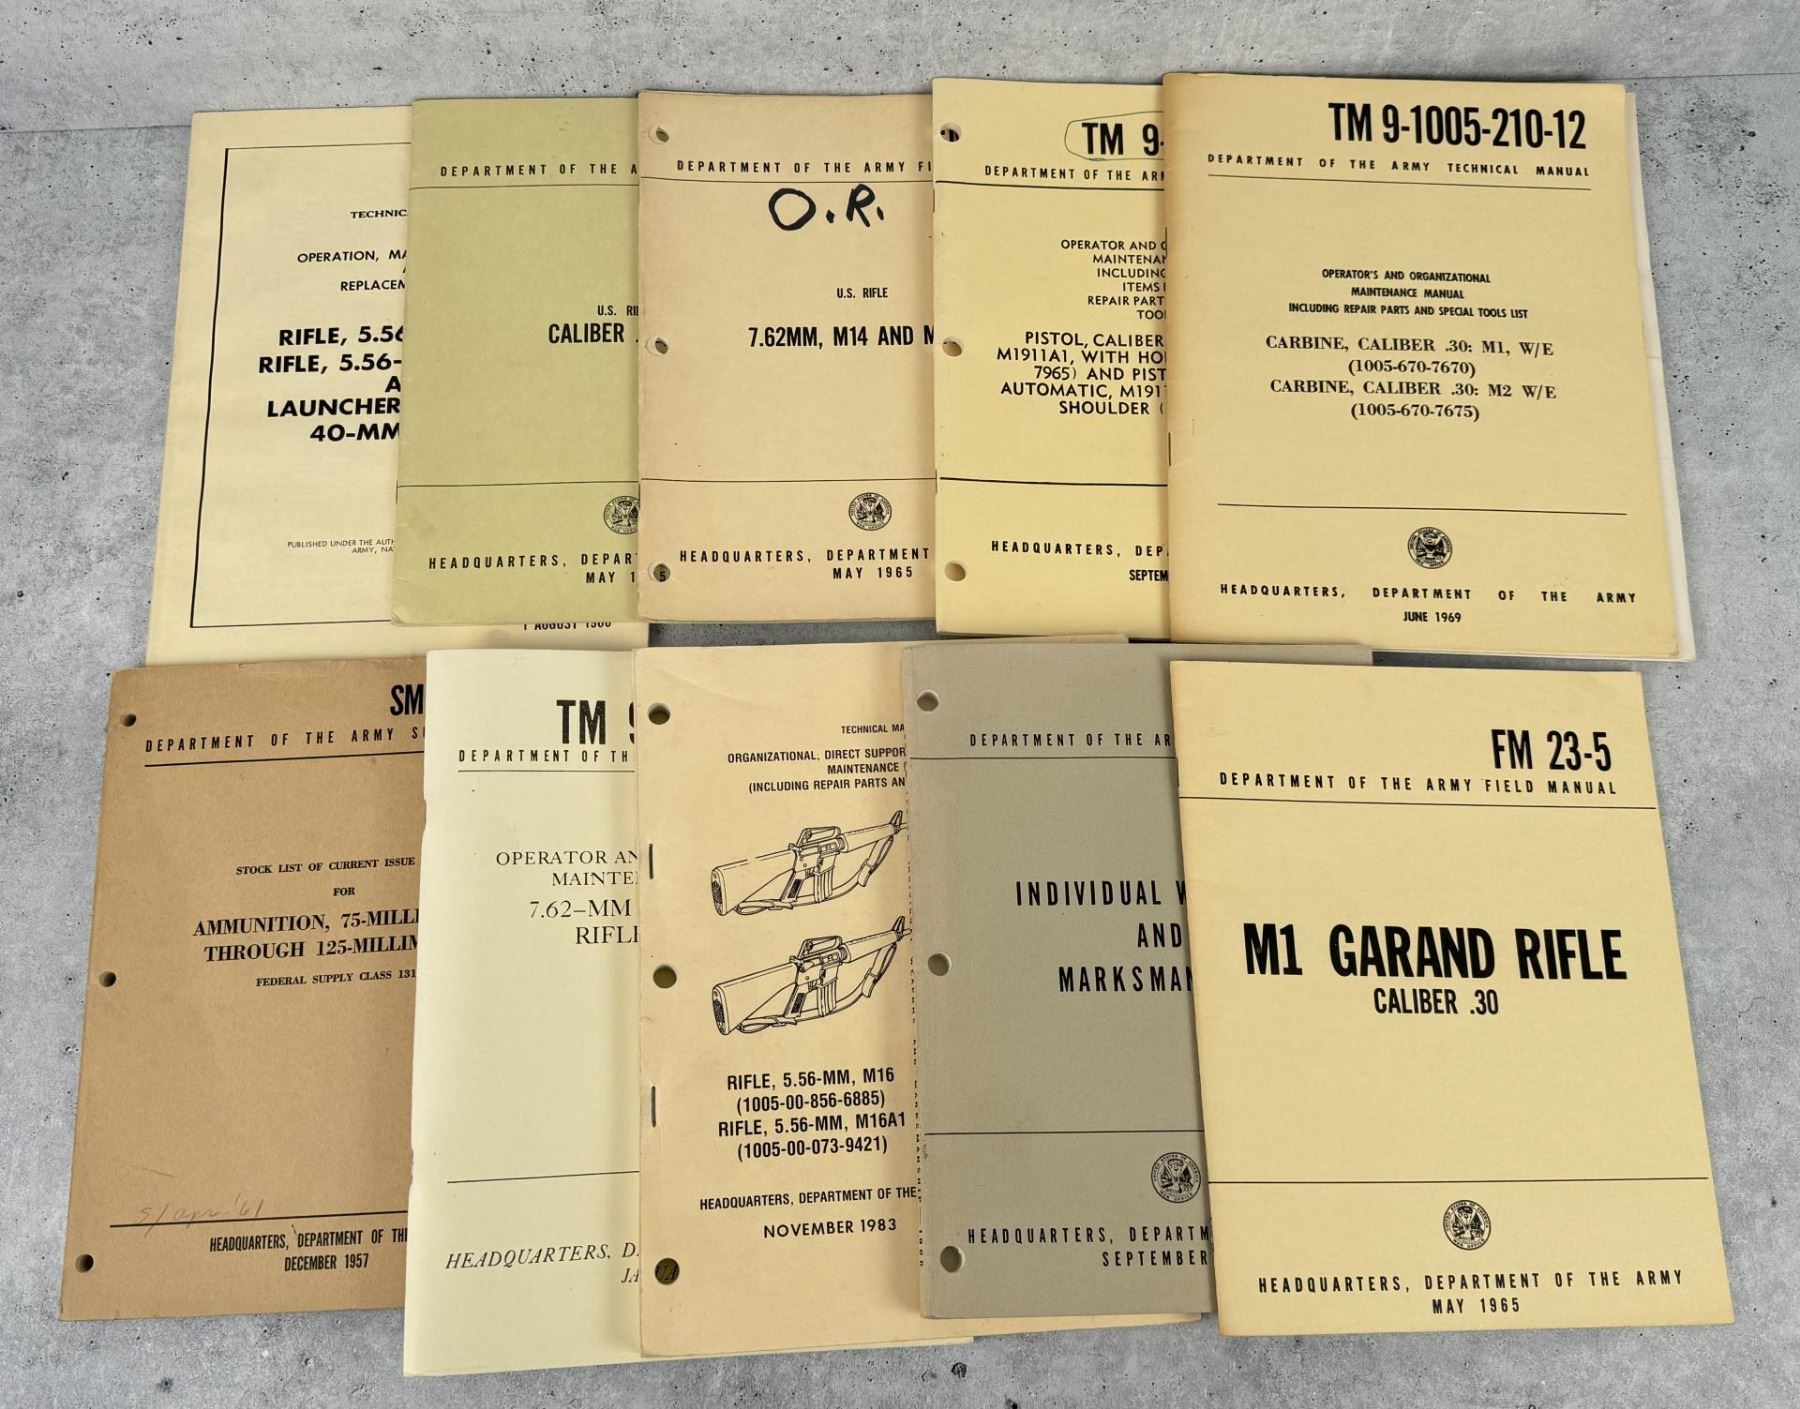 TECHNIC
OPERATION, MA
REPLACEM
RIFLE, 5.56
RIFLE, 5.56-
A
LAUNCHER
40-MM
PUBLISHED UNDER THE AUTH
ARMY, NA
1 AUGUST 19
DEPARTMENT OF THE A
U.S. RI
CALIBER .
HEADQUARTERS, DEPAR
MAY 1
DEPARTMENT OF THE ARMY FI
O.R.
U.S. RIFLE
7.62MM, M14 AND M
HEADQUARTERS, DEPARTMENT
MAY 1965
5
TM 9-
DEPARTMENT OF THE ARM
OPERATOR AND O
MAINTENAN
INCLUDING
ITEMS
REPAIR PART
TOO
PISTOL, CALIBER
M1911A1, WITH HO
7965) AND PIST
AUTOMATIC, M191
SHOULDER (
HEADQUARTERS, DEP
SEPTEM
TM 9-1005-210-12
DEPARTMENT OF THE ARMY TECHNICAL MANUAL
OPERATOR'S AND ORGANIZATIONAL
MAINTENANCE MANUAL
INCLUDING REPAIR PARTS AND SPECIAL TOOLS LIST
CARBINE, CALIBER .30: M1, W/E
(1005-670-7670)
CARBINE, CALIBER .30: M2 W/E
(1005-670-7675)
HEADQUARTERS, DEPARTMENT OF THE ARMY
JUNE 1969
SM
DEPARTMENT OF THE ARMY S
STOCK LIST OF CURRENT ISSUE
FOR
AMMUNITION, 75-MILLI
THROUGH 125-MILLIM
FEDERAL SUPPLY CLASS 131
5/apr. '61
HEADQUARTERS, DEPARTMENT OF THE
DECEMBER 1957
TM 9
DEPARTMENT OF TH
OPERATOR AN
MAINTE
7.62-MM
RIFL
HEADQUARTERS, D
JA
TECHNICAL MA
ORGANIZATIONAL, DIRECT SUPPOR
MAINTENANCE
(INCLUDING REPAIR PARTS AN
RIFLE, 5.56-MM, M16
(1005-00-856-6885)
RIFLE, 5.56-MM, M16A1
(1005-00-073-9421)
HEADQUARTERS, DEPARTMENT OF THE
NOVEMBER 1983
DEPARTMENT OF THE AR
INDIVIDUAL W
AND
MARKSMAN
HEADQUARTERS, DEPARTM
SEPTEMBER
FM 23-5
DEPARTMENT OF THE ARMY FIELD MANUAL
M1 GARAND RIFLE
CALIBER .30
HEADQUARTERS, DEPARTMENT OF THE ARMY
MAY 1965